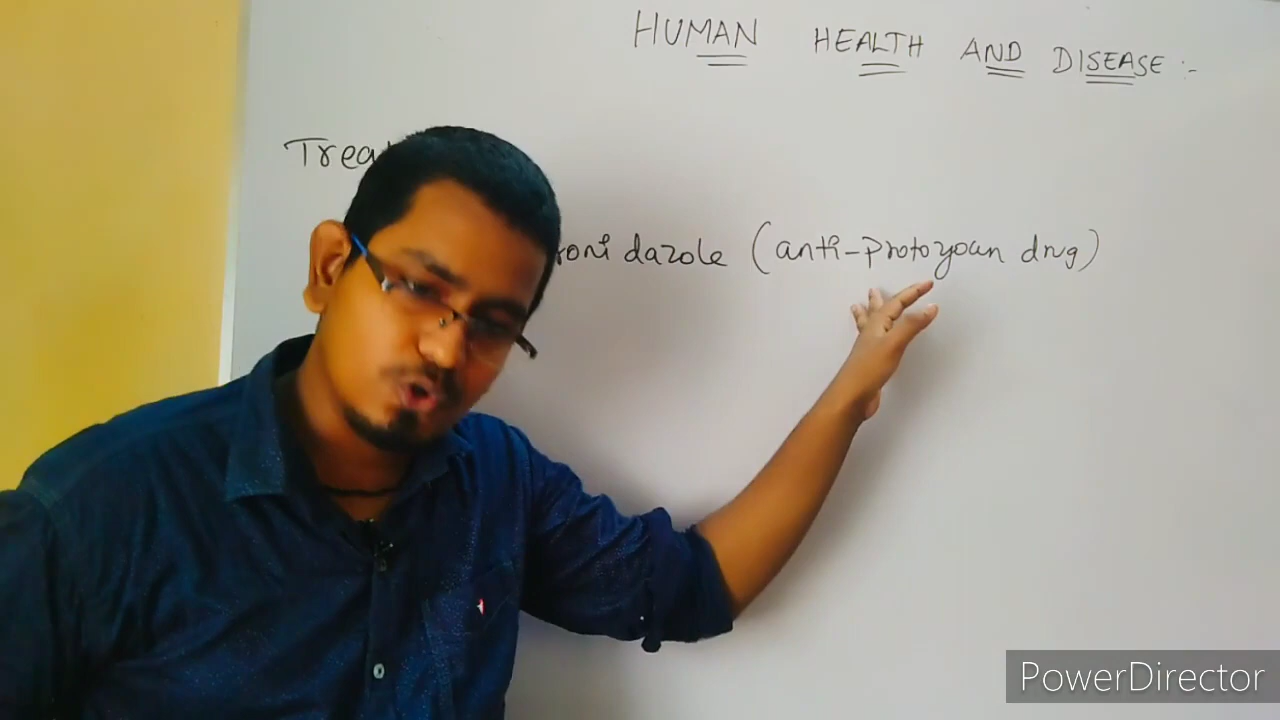 HUMAN HEALTH AND DISEASE :-
Trea
roni dazole (anti-protozoan drug)
PowerDirector